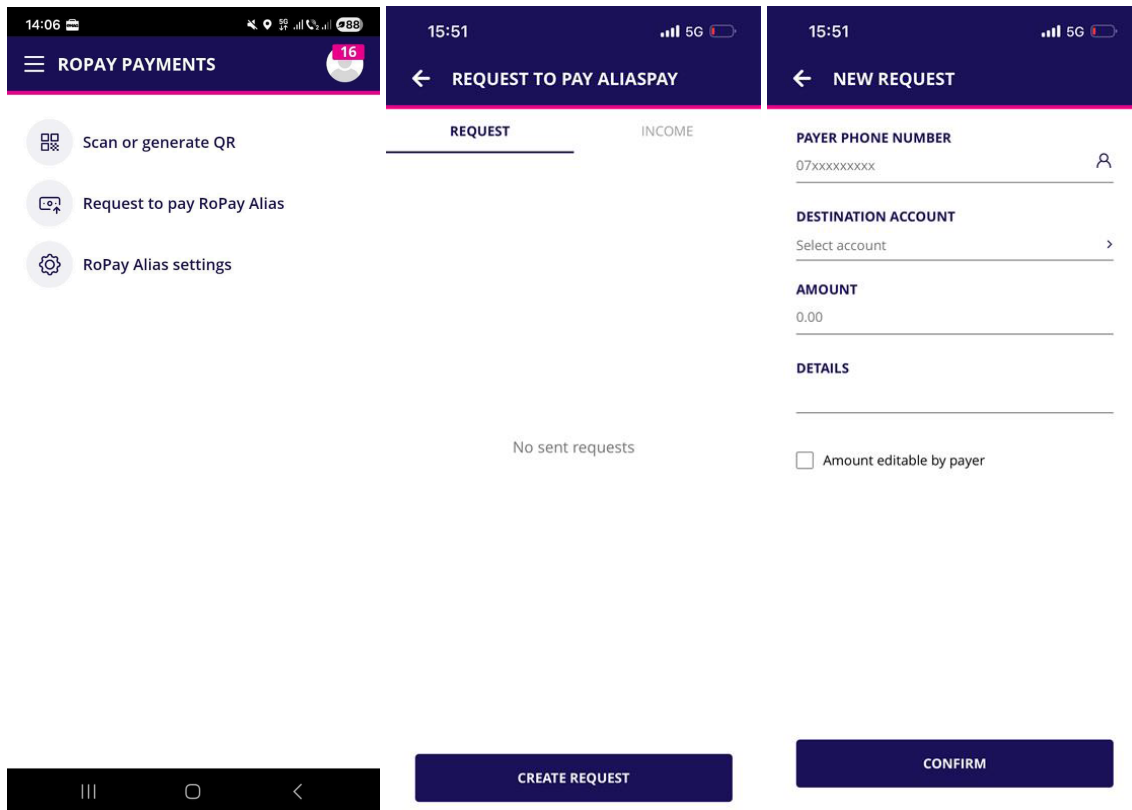 14:06
88
ROPAY PAYMENTS
16
Scan or generate QR
Request to pay RoPay Alias
RoPay Alias settings
15:51
5G
REQUEST TO PAY ALIASPAY
REQUEST
INCOME
No sent requests
CREATE REQUEST
15:51
5G
NEW REQUEST
PAYER PHONE NUMBER
07xxxxxxxxx
DESTINATION ACCOUNT
Select account
AMOUNT
0.00
DETAILS
Amount editable by payer
CONFIRM